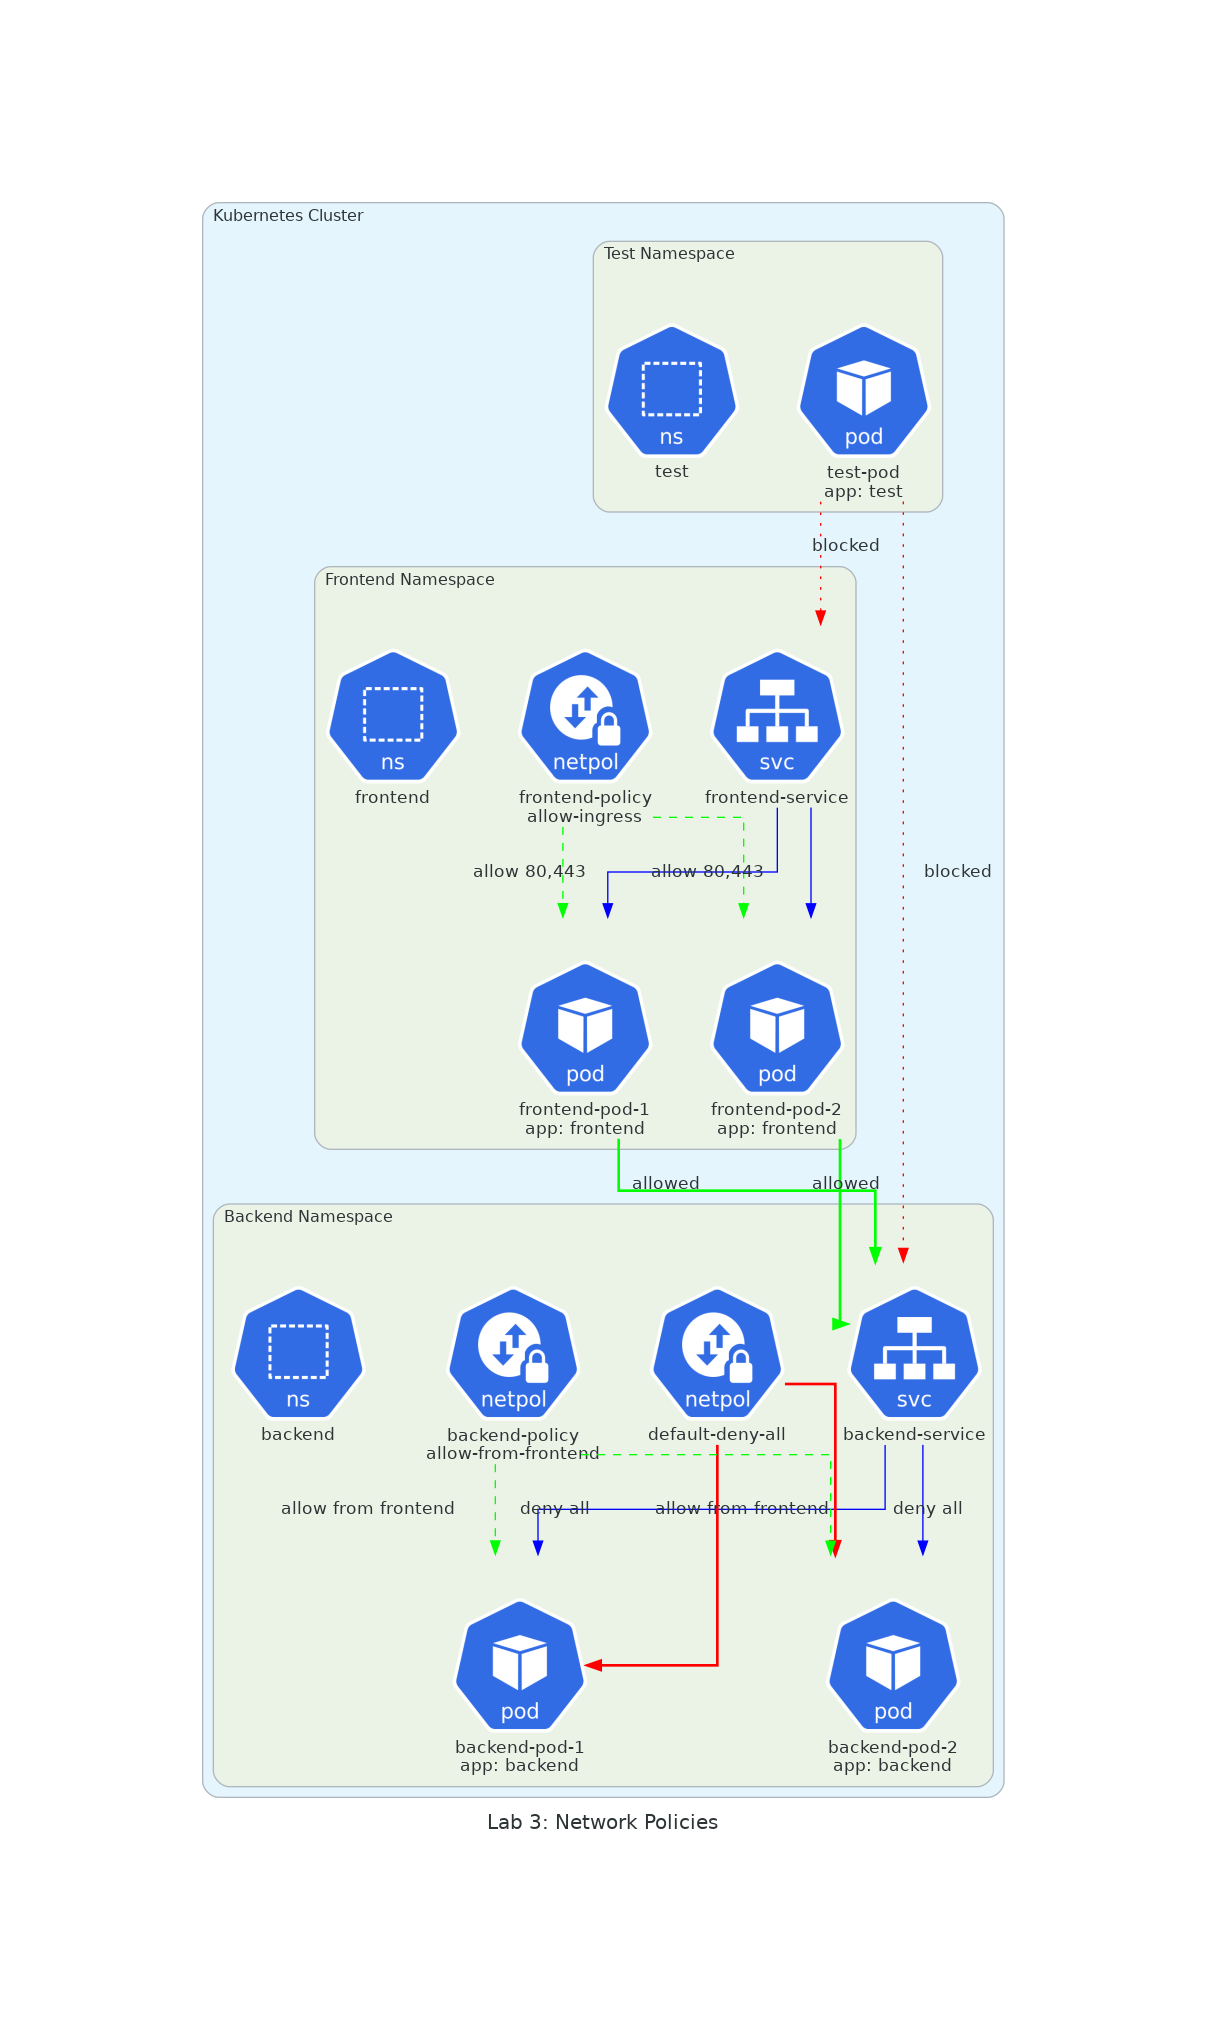 Kubernetes Cluster
Test Namespace
ns
pod
test
test-pod
app: test
blocked
Frontend Namespace
ns
netpol
svc
frontend
frontend-policy
allow-ingress
frontend-service
allow 80,443
allow 80,443
blocked
pod
pod
frontend-pod-1
app: frontend
frontend-pod-2
app: frontend
allowed
allowed
Backend Namespace
ns
netpol
netpol
svc
backend
backend-policy
allow-from-frontend
default-deny-all
backend-service
allow from frontend
deny all
allow from frontend
deny all
pod
pod
backend-pod-1
app: backend
backend-pod-2
app: backend
Lab 3: Network Policies